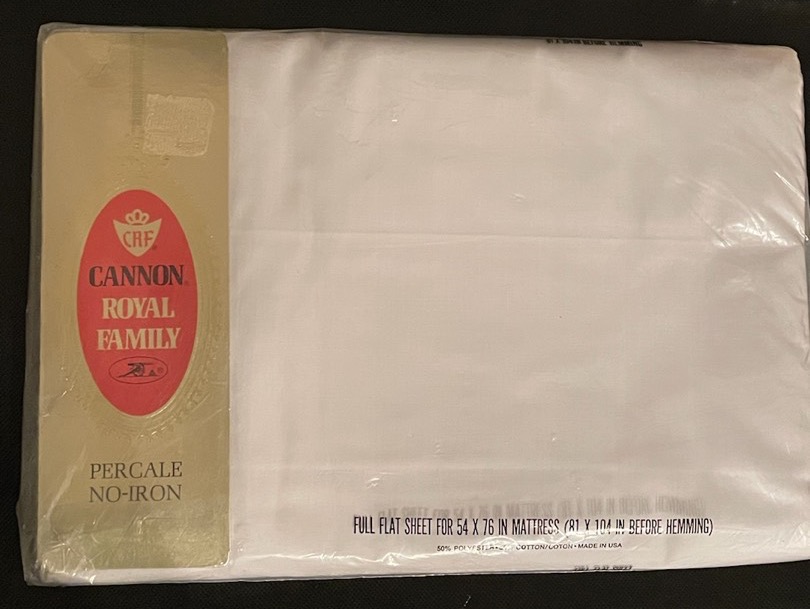 CRF
CANNON®
ROYAL
FAMILY
PERCALE
NO-IRON
FULL FLAT SHEET FOR 54 X 76 IN MATTRESS (81 X 104 IN BEFORE HEMMING)
50% COTTON/COTON • MADE IN USA